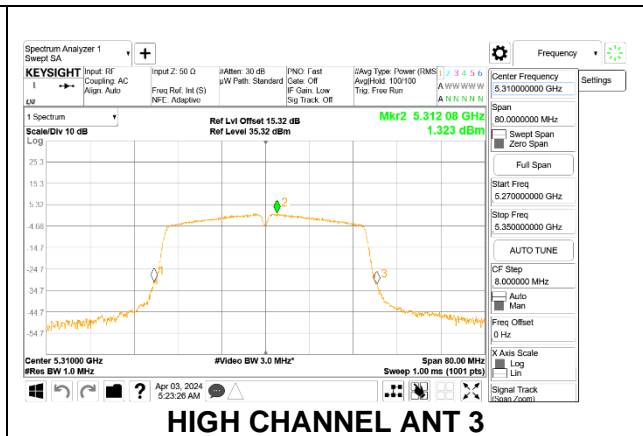 Spectrum Analyzer 1
Swept SA
Frequency
KEYSIGHT
Input: RF
Coupling: AC
Align: Auto
Input Z: 50 Ω
Freq Ref: Int (S)
NFE: Adaptive
#Atten: 30 dB
µW Path: Standard
PNO: Fast
Gate: Off
IF Gain: Low
Sig Track: Off
#Avg Type: Power (RMS
Avg|Hold: 100/100
Trig: Free Run
1 2 3 4 5 6
A W W W W W
A N N N N N
LM
Center Frequency
5.310000000 GHz
Settings
Span
80.0000000 MHz
Swept Span
Zero Span
Full Span
Start Freq
5.270000000 GHz
Stop Freq
5.350000000 GHz
AUTO TUNE
CF Step
8.000000 MHz
Auto
Man
Freq Offset
0 Hz
X Axis Scale
Log
Lin
Signal Track
(Span Zoom)
1 Spectrum
Scale/Div 10 dB
Log
Ref Lvl Offset 15.32 dB
Ref Level 35.32 dBm
Mkr2 5.312 08 GHz
1.323 dBm
25.3
15.3
5.32
-4.68
-14.7
-24.7
-34.7
-44.7
-54.7
1
2
3
Center 5.31000 GHz
#Res BW 1.0 MHz
#Video BW 3.0 MHz*
Span 80.00 MHz
Sweep 1.00 ms (1001 pts)
Apr 03, 2024
5:23:26 AM
HIGH CHANNEL ANT 3